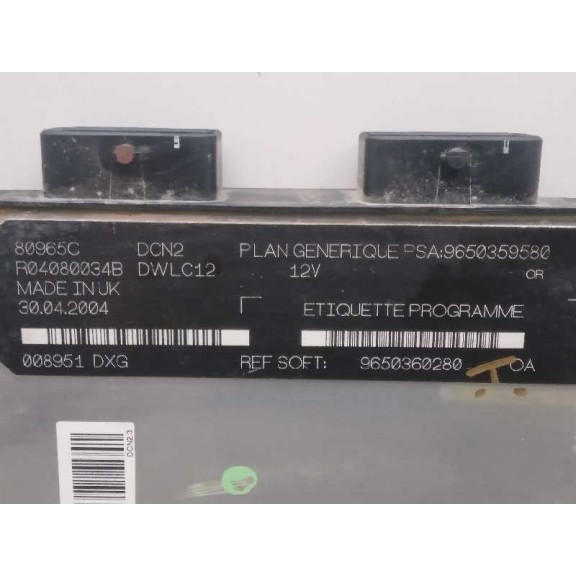 80965C DCN2 PLAN GENERIQUE PSA:9650359580
R04080034B DWLC12 12V OR
MADE IN UK
30.04.2004 ETIQUETTE PROGRAMME
008951 DXG REF SOFT: 9650360280 OA
DCN2.3